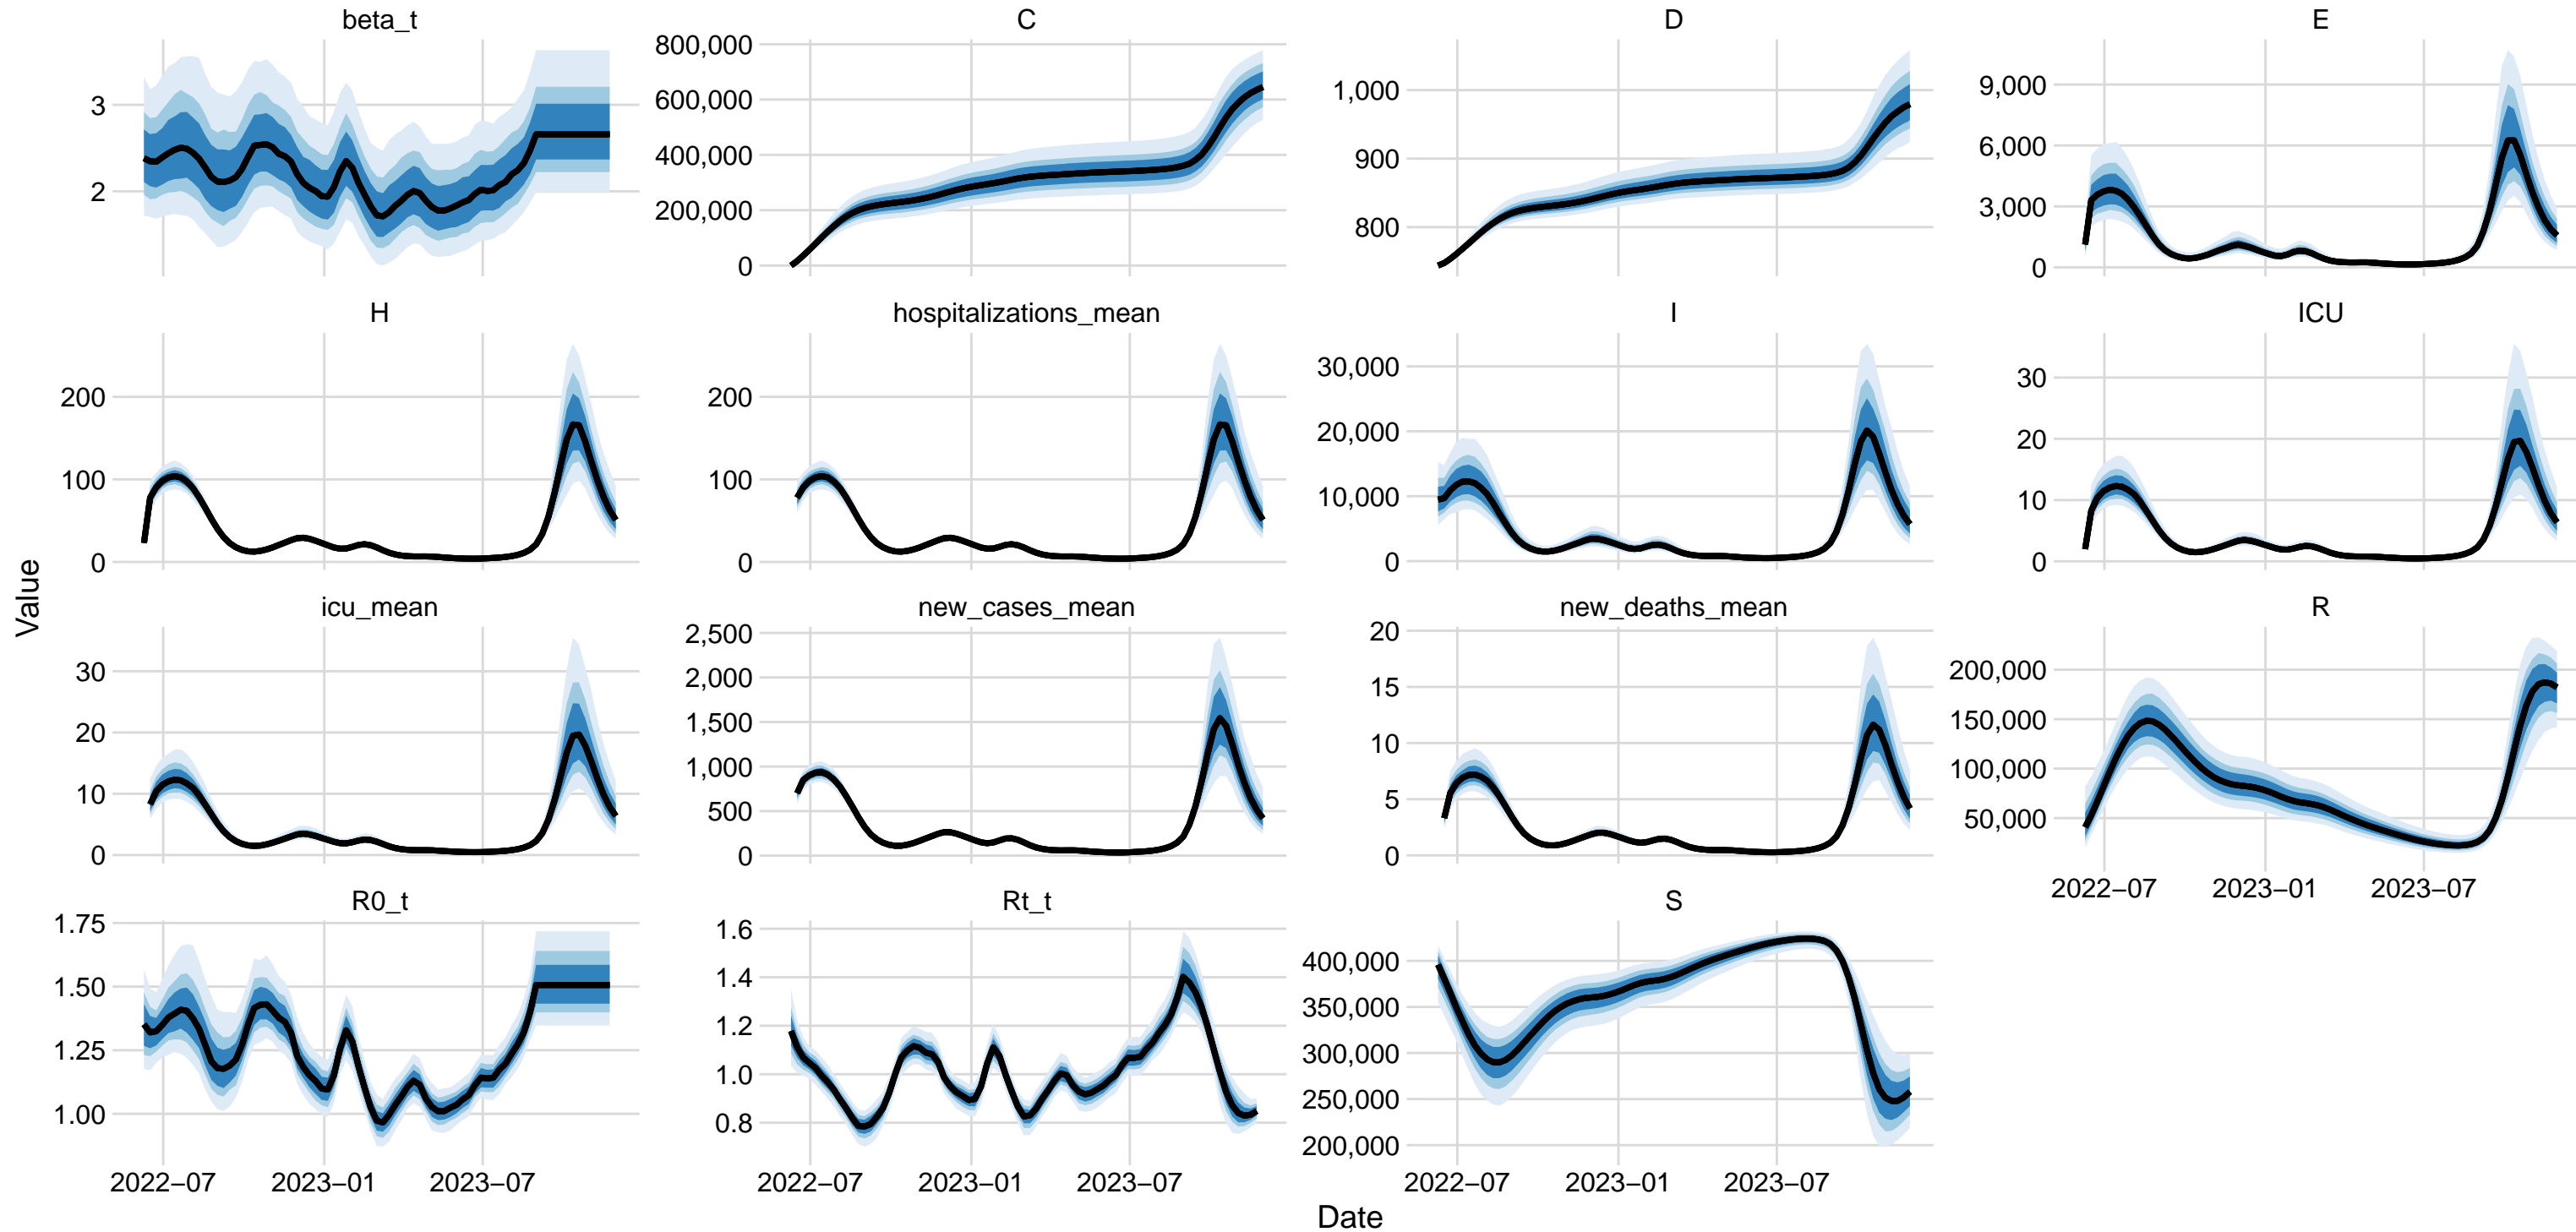 beta_t
C
D
E
3
2
800,000
600,000
400,000
200,000
0
1,000
900
800
9,000
6,000
3,000
0
H
hospitalizations_mean
I
ICU
200
100
0
200
100
0
30,000
20,000
10,000
0
30
20
10
0
Value
icu_mean
new_cases_mean
new_deaths_mean
R
30
20
10
0
2,500
2,000
1,500
1,000
500
0
20
15
10
5
0
200,000
150,000
100,000
50,000
2022−07 2023−01 2023−07
R0_t
Rt_t
S
1.75
1.50
1.25
1.00
1.6
1.4
1.2
1.0
0.8
400,000
350,000
300,000
250,000
200,000
2022−07 2023−01 2023−07
2022−07 2023−01 2023−07
2022−07 2023−01 2023−07
Date